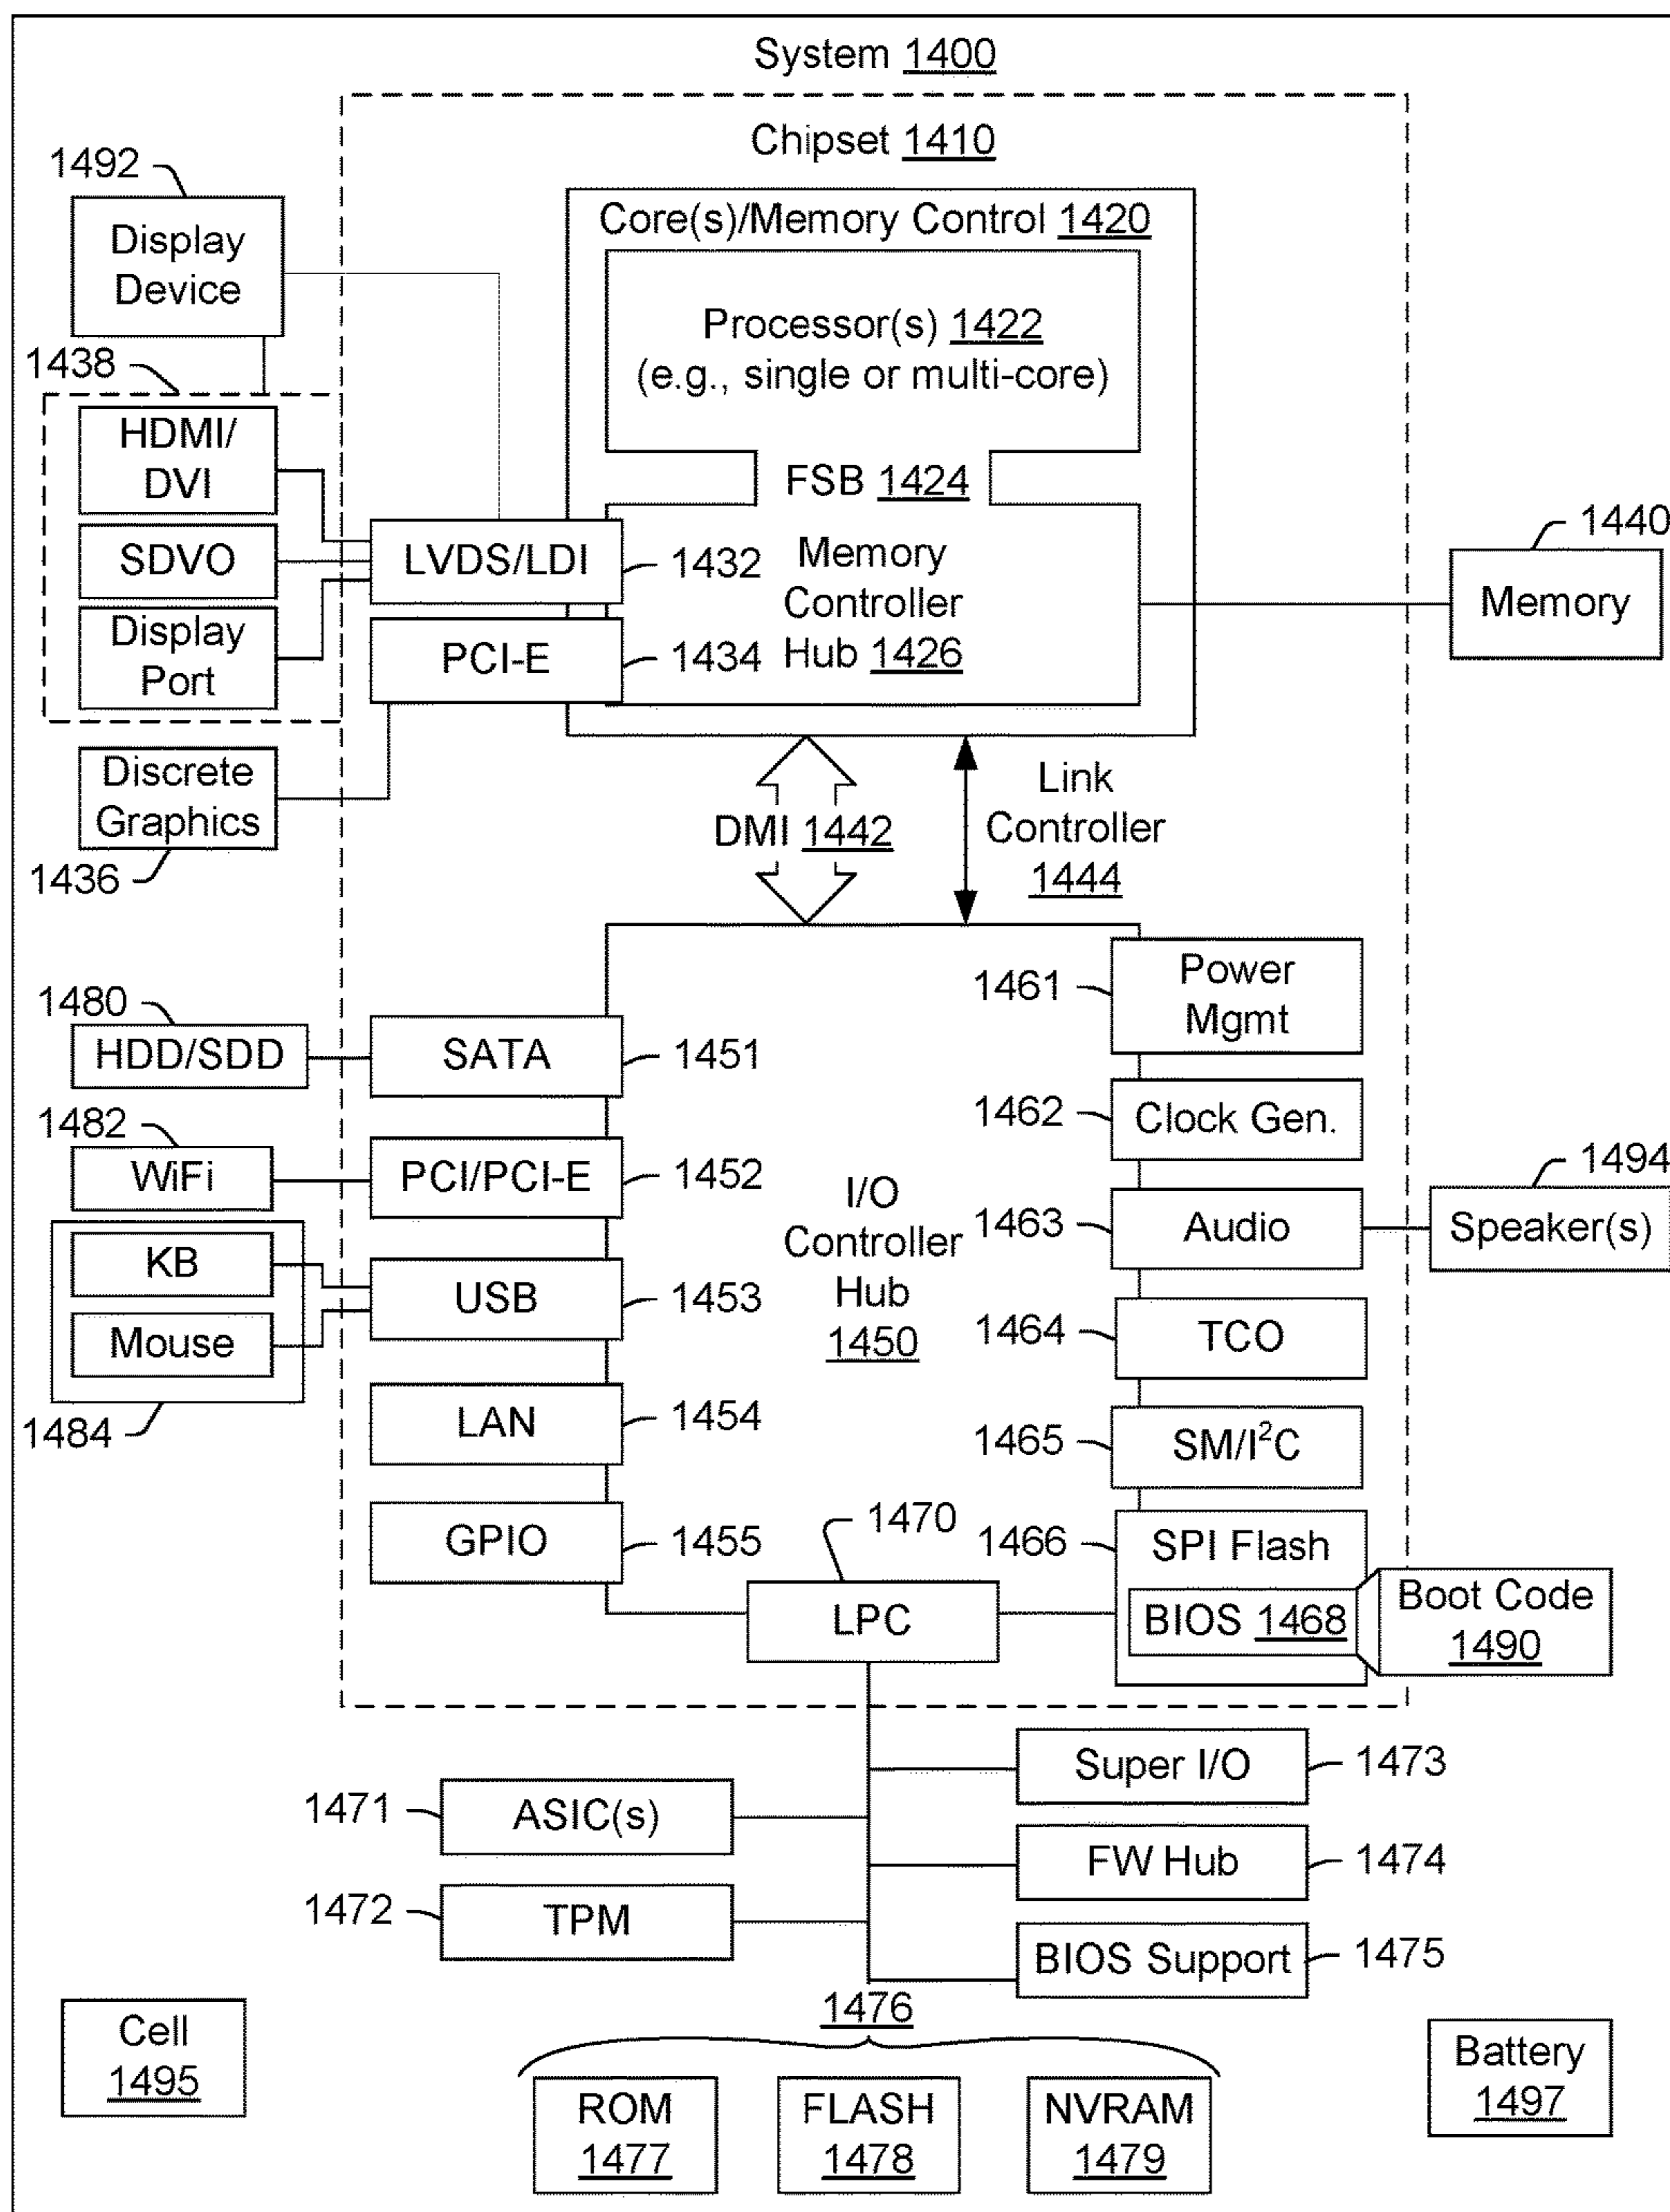 System 1400
Chipset 1410
1492
Display
Device
Core(s)/Memory Control 1420
Processor(s) 1422
(e.g., single or multi-core)
1438
HDMI/
DVI
SDVO
Display
Port
FSB 1424
LVDS/LDI
1432
PCI-E
1434
Memory
Controller
Hub 1426
1440
Memory
Discrete
Graphics
1436
DMI 1442
Link
Controller
1444
1480
HDD/SDD
SATA
1451
1461
Power
Mgmt
1482
WiFi
PCI/PCI-E
1452
1462
Clock Gen.
I/O
Controller
Hub
1450
1463
Audio
1494
Speaker(s)
KB
Mouse
1484
USB
1453
1464
TCO
LAN
1454
1465
SM/I²C
GPIO
1455
1470
LPC
1466
SPI Flash
BIOS 1468
Boot Code
1490
1471
ASIC(s)
1472
TPM
Super I/O
1473
FW Hub
1474
BIOS Support
1475
1476
Cell
1495
ROM
1477
FLASH
1478
NVRAM
1479
Battery
1497